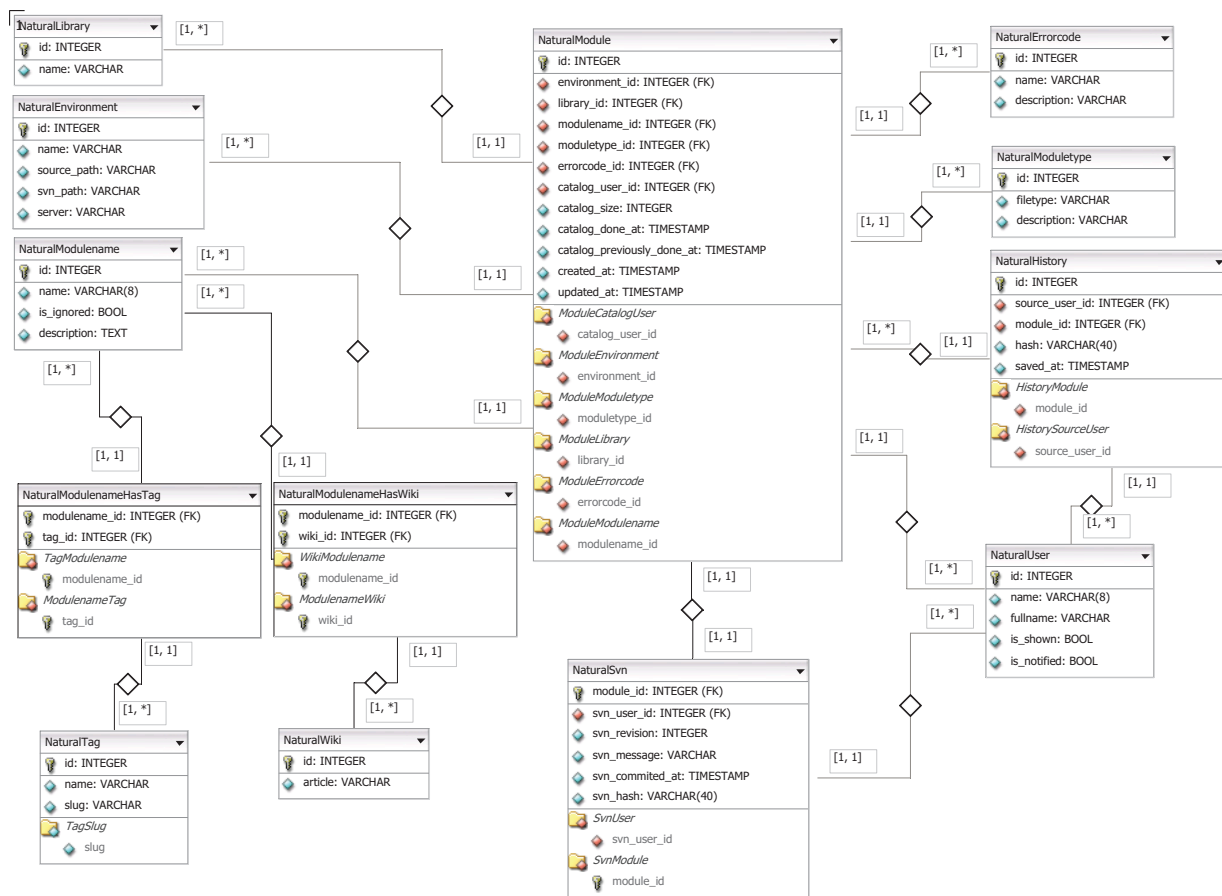 1
NaturalLibrary
id: INTEGER
name: VARCHAR
[1, *]
[1, 1]
NaturalEnvironment
id: INTEGER
name: VARCHAR
source_path: VARCHAR
svn_path: VARCHAR
server: VARCHAR
[1, *]
[1, 1]
NaturalModulename
id: INTEGER
name: VARCHAR(8)
is_ignored: BOOL
description: TEXT
[1, *]
[1, *]
[1, 1]
[1, *]
[1, 1]
[1, 1]
NaturalModulenameHasTag
modulename_id: INTEGER (FK)
tag_id: INTEGER (FK)
TagModulename
modulename_id
ModulenameTag
tag_id
[1, 1]
[1, *]
NaturalTag
id: INTEGER
name: VARCHAR
slug: VARCHAR
TagSlug
slug
NaturalModulenameHasWiki
modulename_id: INTEGER (FK)
wiki_id: INTEGER (FK)
WikiModulename
modulename_id
ModulenameWiki
wiki_id
[1, 1]
[1, *]
NaturalWiki
id: INTEGER
article: VARCHAR
NaturalModule
id: INTEGER
environment_id: INTEGER (FK)
library_id: INTEGER (FK)
modulename_id: INTEGER (FK)
moduletype_id: INTEGER (FK)
errorcode_id: INTEGER (FK)
catalog_user_id: INTEGER (FK)
catalog_size: INTEGER
catalog_done_at: TIMESTAMP
catalog_previously_done_at: TIMESTAMP
created_at: TIMESTAMP
updated_at: TIMESTAMP
ModuleCatalogUser
catalog_user_id
ModuleEnvironment
environment_id
ModuleModuletype
moduletype_id
ModuleLibrary
library_id
ModuleErrorcode
errorcode_id
ModuleModulename
modulename_id
[1, 1]
[1, 1]
NaturalSvn
module_id: INTEGER (FK)
svn_user_id: INTEGER (FK)
svn_revision: INTEGER
svn_message: VARCHAR
svn_commited_at: TIMESTAMP
svn_hash: VARCHAR(40)
SvnUser
svn_user_id
SvnModule
module_id
[1, *]
[1, 1]
NaturalErrorcode
id: INTEGER
name: VARCHAR
description: VARCHAR
[1, *]
[1, 1]
NaturalModuletype
id: INTEGER
filetype: VARCHAR
description: VARCHAR
[1, *]
[1, 1]
NaturalHistory
id: INTEGER
source_user_id: INTEGER (FK)
module_id: INTEGER (FK)
hash: VARCHAR(40)
saved_at: TIMESTAMP
HistoryModule
module_id
HistorySourceUser
source_user_id
[1, 1]
[1, 1]
[1, *]
[1, *]
[1, *]
[1, 1]
NaturalUser
id: INTEGER
name: VARCHAR(8)
fullname: VARCHAR
is_shown: BOOL
is_notified: BOOL